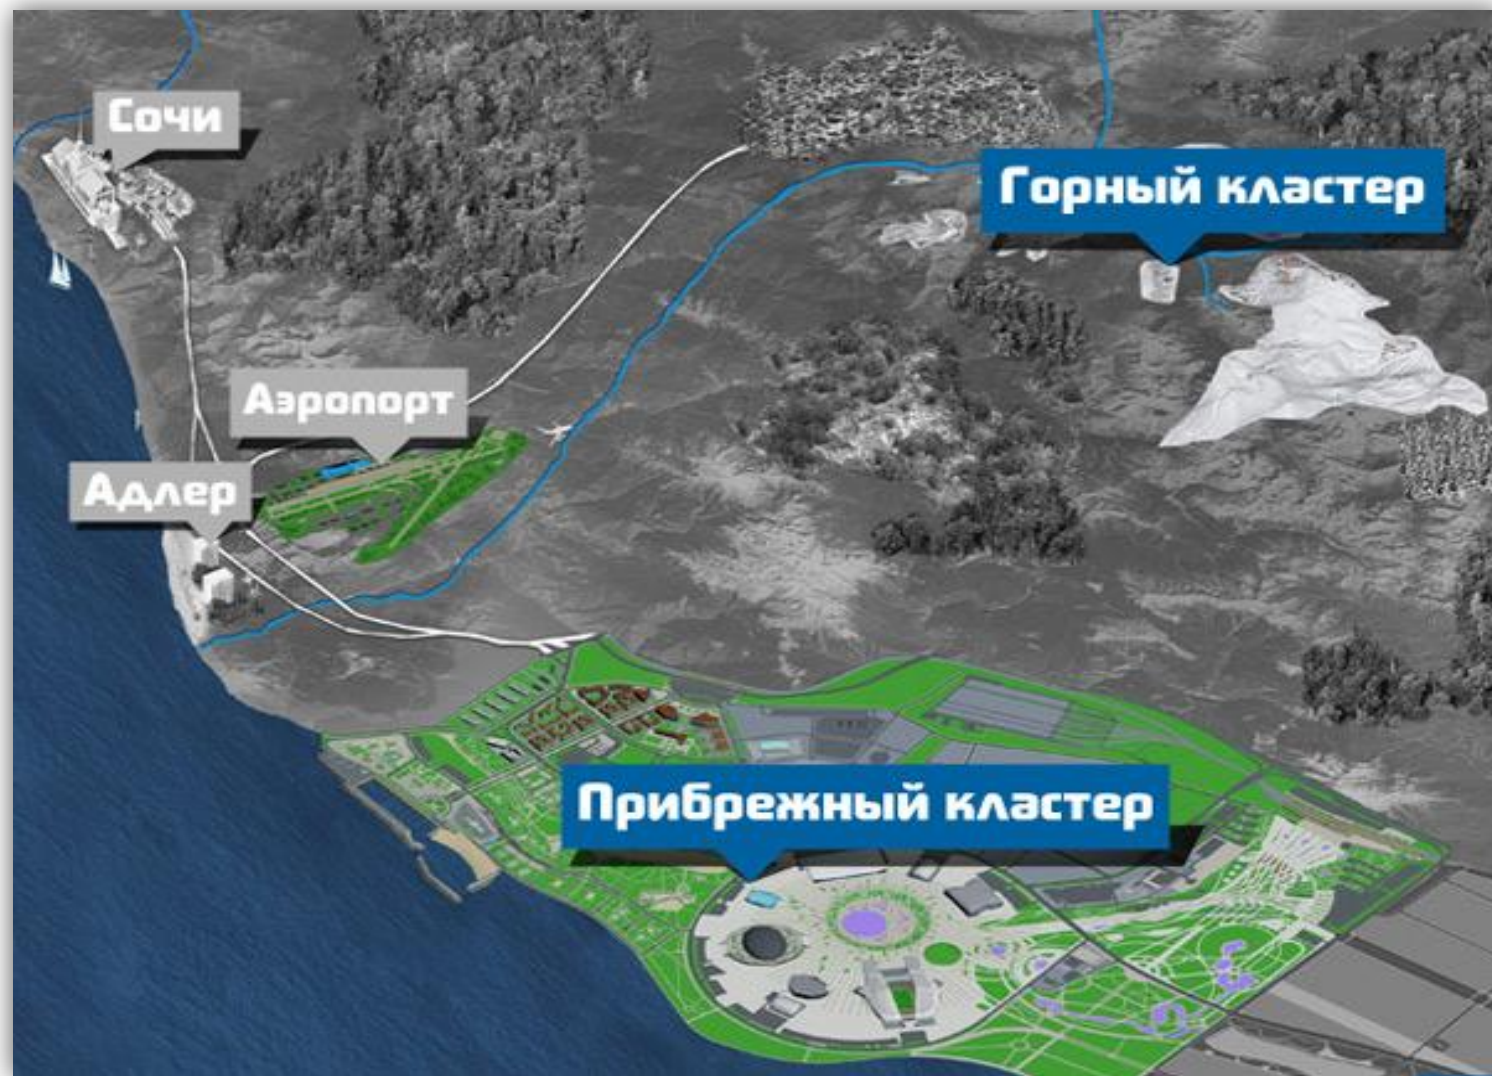 Сочи
Горный кластер
Аэропорт
Адлер
Прибрежный кластер